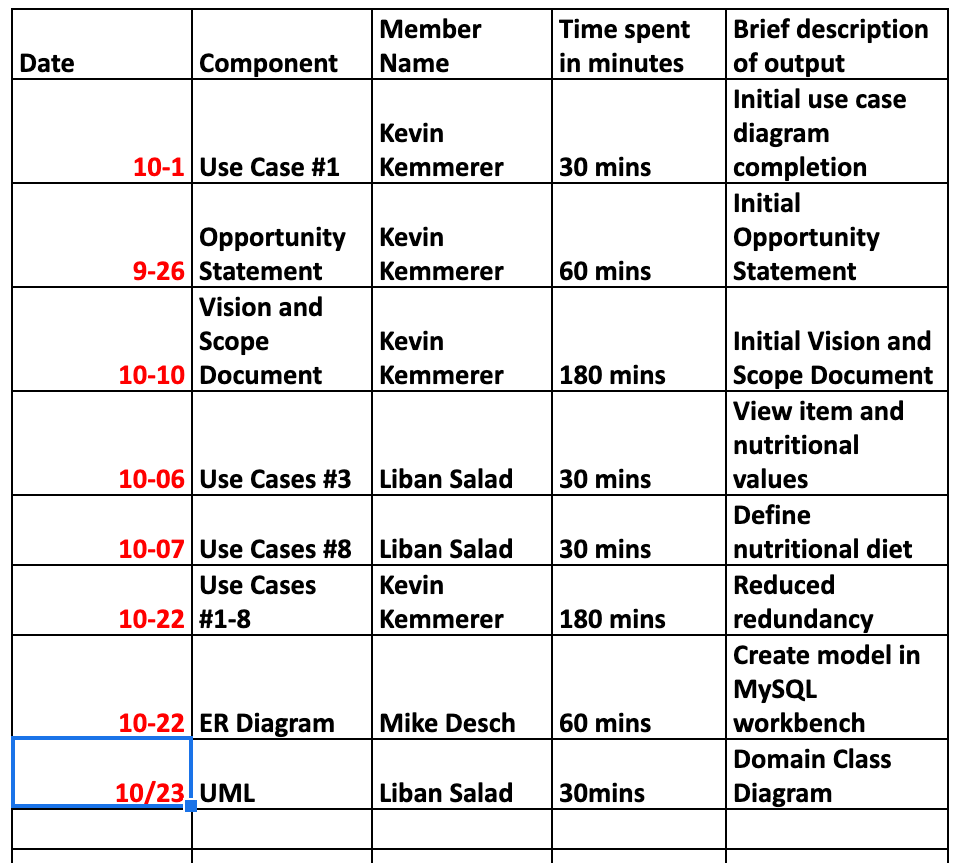 Date Component Member Name Time spent in minutes Brief description of output
10-1 Use Case #1 Kevin Kemmerer 30 mins Initial use case diagram completion
9-26 Opportunity Statement Kevin Kemmerer 60 mins Initial Opportunity Statement
10-10 Vision and Scope Document Kevin Kemmerer 180 mins Initial Vision and Scope Document
10-06 Use Cases #3 Liban Salad 30 mins View item and nutritional values
10-07 Use Cases #8 Liban Salad 30 mins Define nutritional diet
10-22 Use Cases #1-8 Kevin Kemmerer 180 mins Reduced redundancy
10-22 ER Diagram Mike Desch 60 mins Create model in MySQL workbench
10/23 UML Liban Salad 30mins Domain Class Diagram